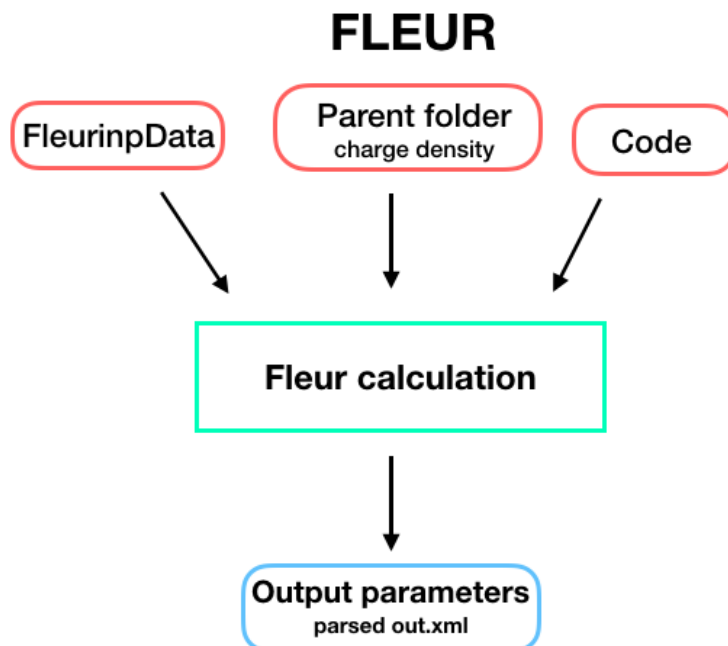 FLEUR
FleurinpData
Parent folder
charge density
Code
Fleur calculation
Output parameters
parsed out.xml